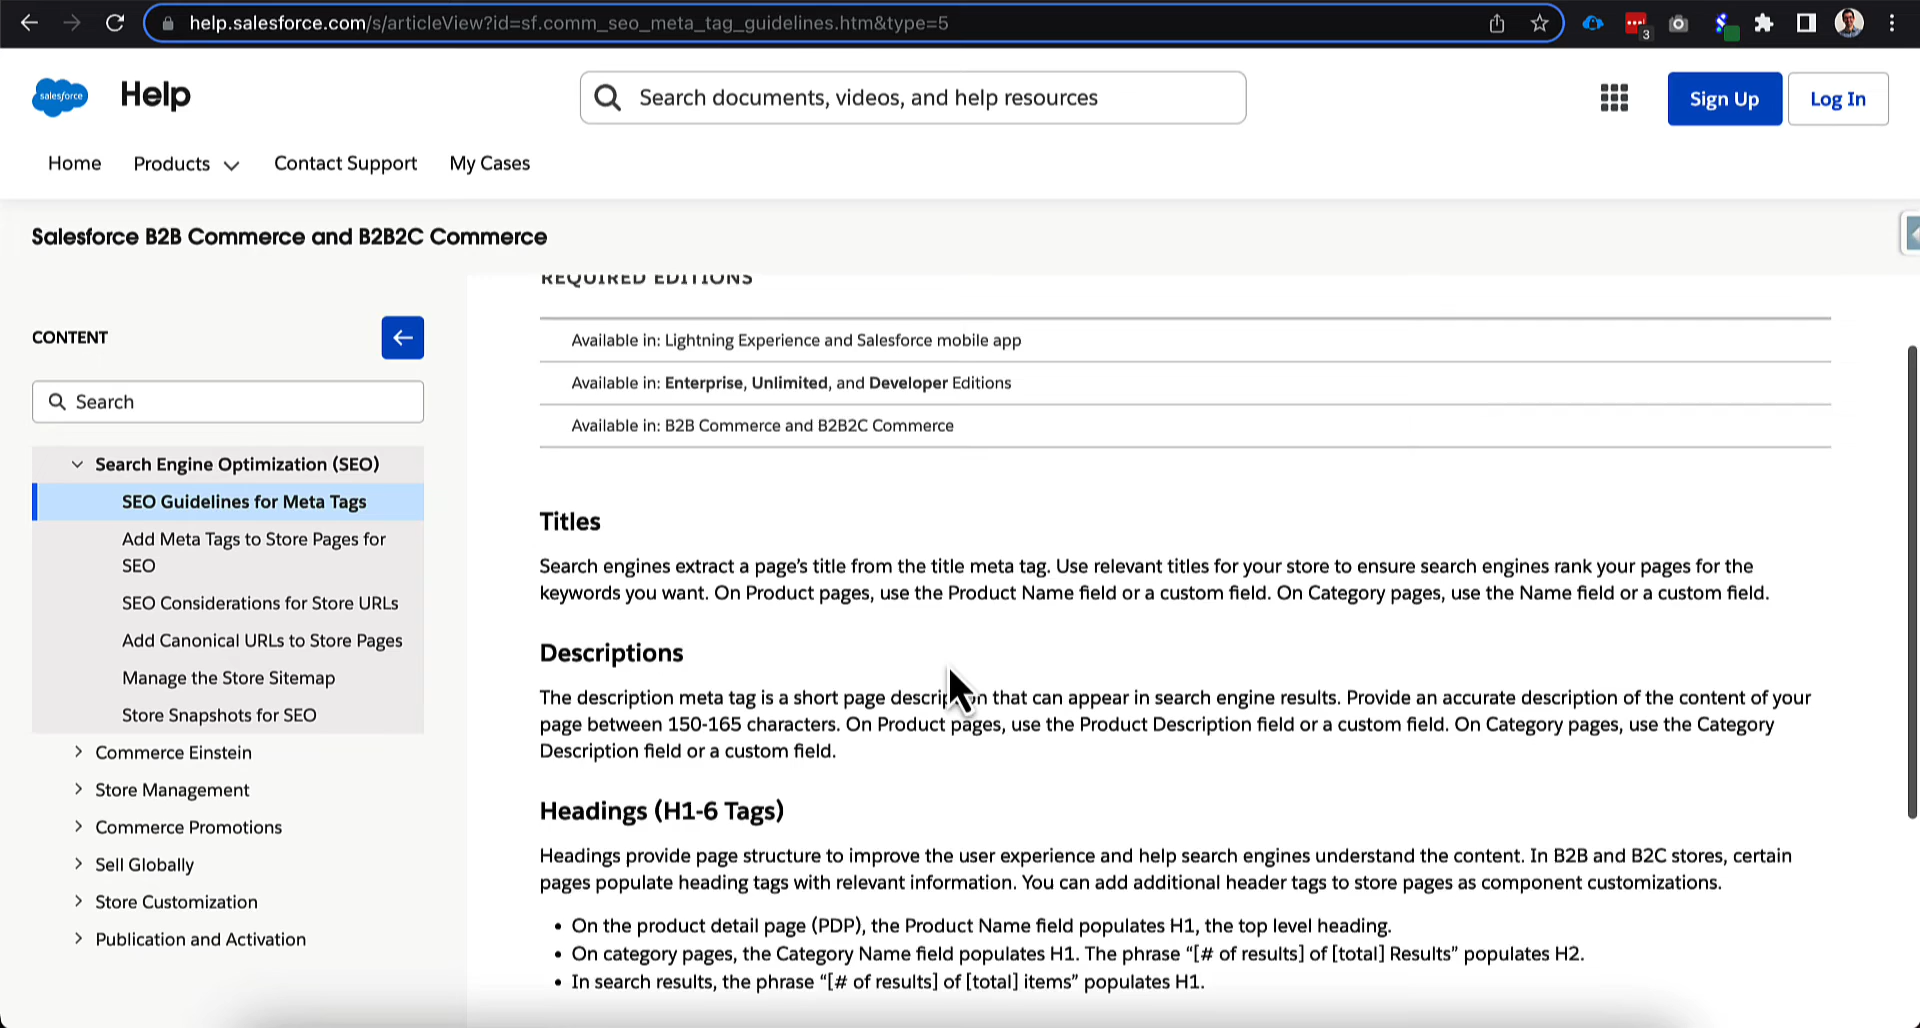 help.salesforce.com/s/articleView?id=sf.comm_seo_meta_tag_guidelines.htm&type=5
3
salesforce
Help
Search documents, videos, and help resources
Sign Up
Log In
Home
Products
Contact Support
My Cases
Salesforce B2B Commerce and B2B2C Commerce
CONTENT
Search
Search Engine Optimization (SEO)
SEO Guidelines for Meta Tags
Add Meta Tags to Store Pages for
SEO
SEO Considerations for Store URLs
Add Canonical URLs to Store Pages
Manage the Store Sitemap
Store Snapshots for SEO
Commerce Einstein
Store Management
Commerce Promotions
Sell Globally
Store Customization
Publication and Activation
REQUIRED EDITIONS
Available in: Lightning Experience and Salesforce mobile app
Available in: Enterprise, Unlimited, and Developer Editions
Available in: B2B Commerce and B2B2C Commerce
Titles
Search engines extract a page’s title from the title meta tag. Use relevant titles for your store to ensure search engines rank your pages for the
keywords you want. On Product pages, use the Product Name field or a custom field. On Category pages, use the Name field or a custom field.
Descriptions
The description meta tag is a short page description that can appear in search engine results. Provide an accurate description of the content of your
page between 150-165 characters. On Product pages, use the Product Description field or a custom field. On Category pages, use the Category
Description field or a custom field.
Headings (H1-6 Tags)
Headings provide page structure to improve the user experience and help search engines understand the content. In B2B and B2C stores, certain
pages populate heading tags with relevant information. You can add additional header tags to store pages as component customizations.
• On the product detail page (PDP), the Product Name field populates H1, the top level heading.
• On category pages, the Category Name field populates H1. The phrase “[# of results] of [total] Results” populates H2.
• In search results, the phrase “[# of results] of [total] items” populates H1.